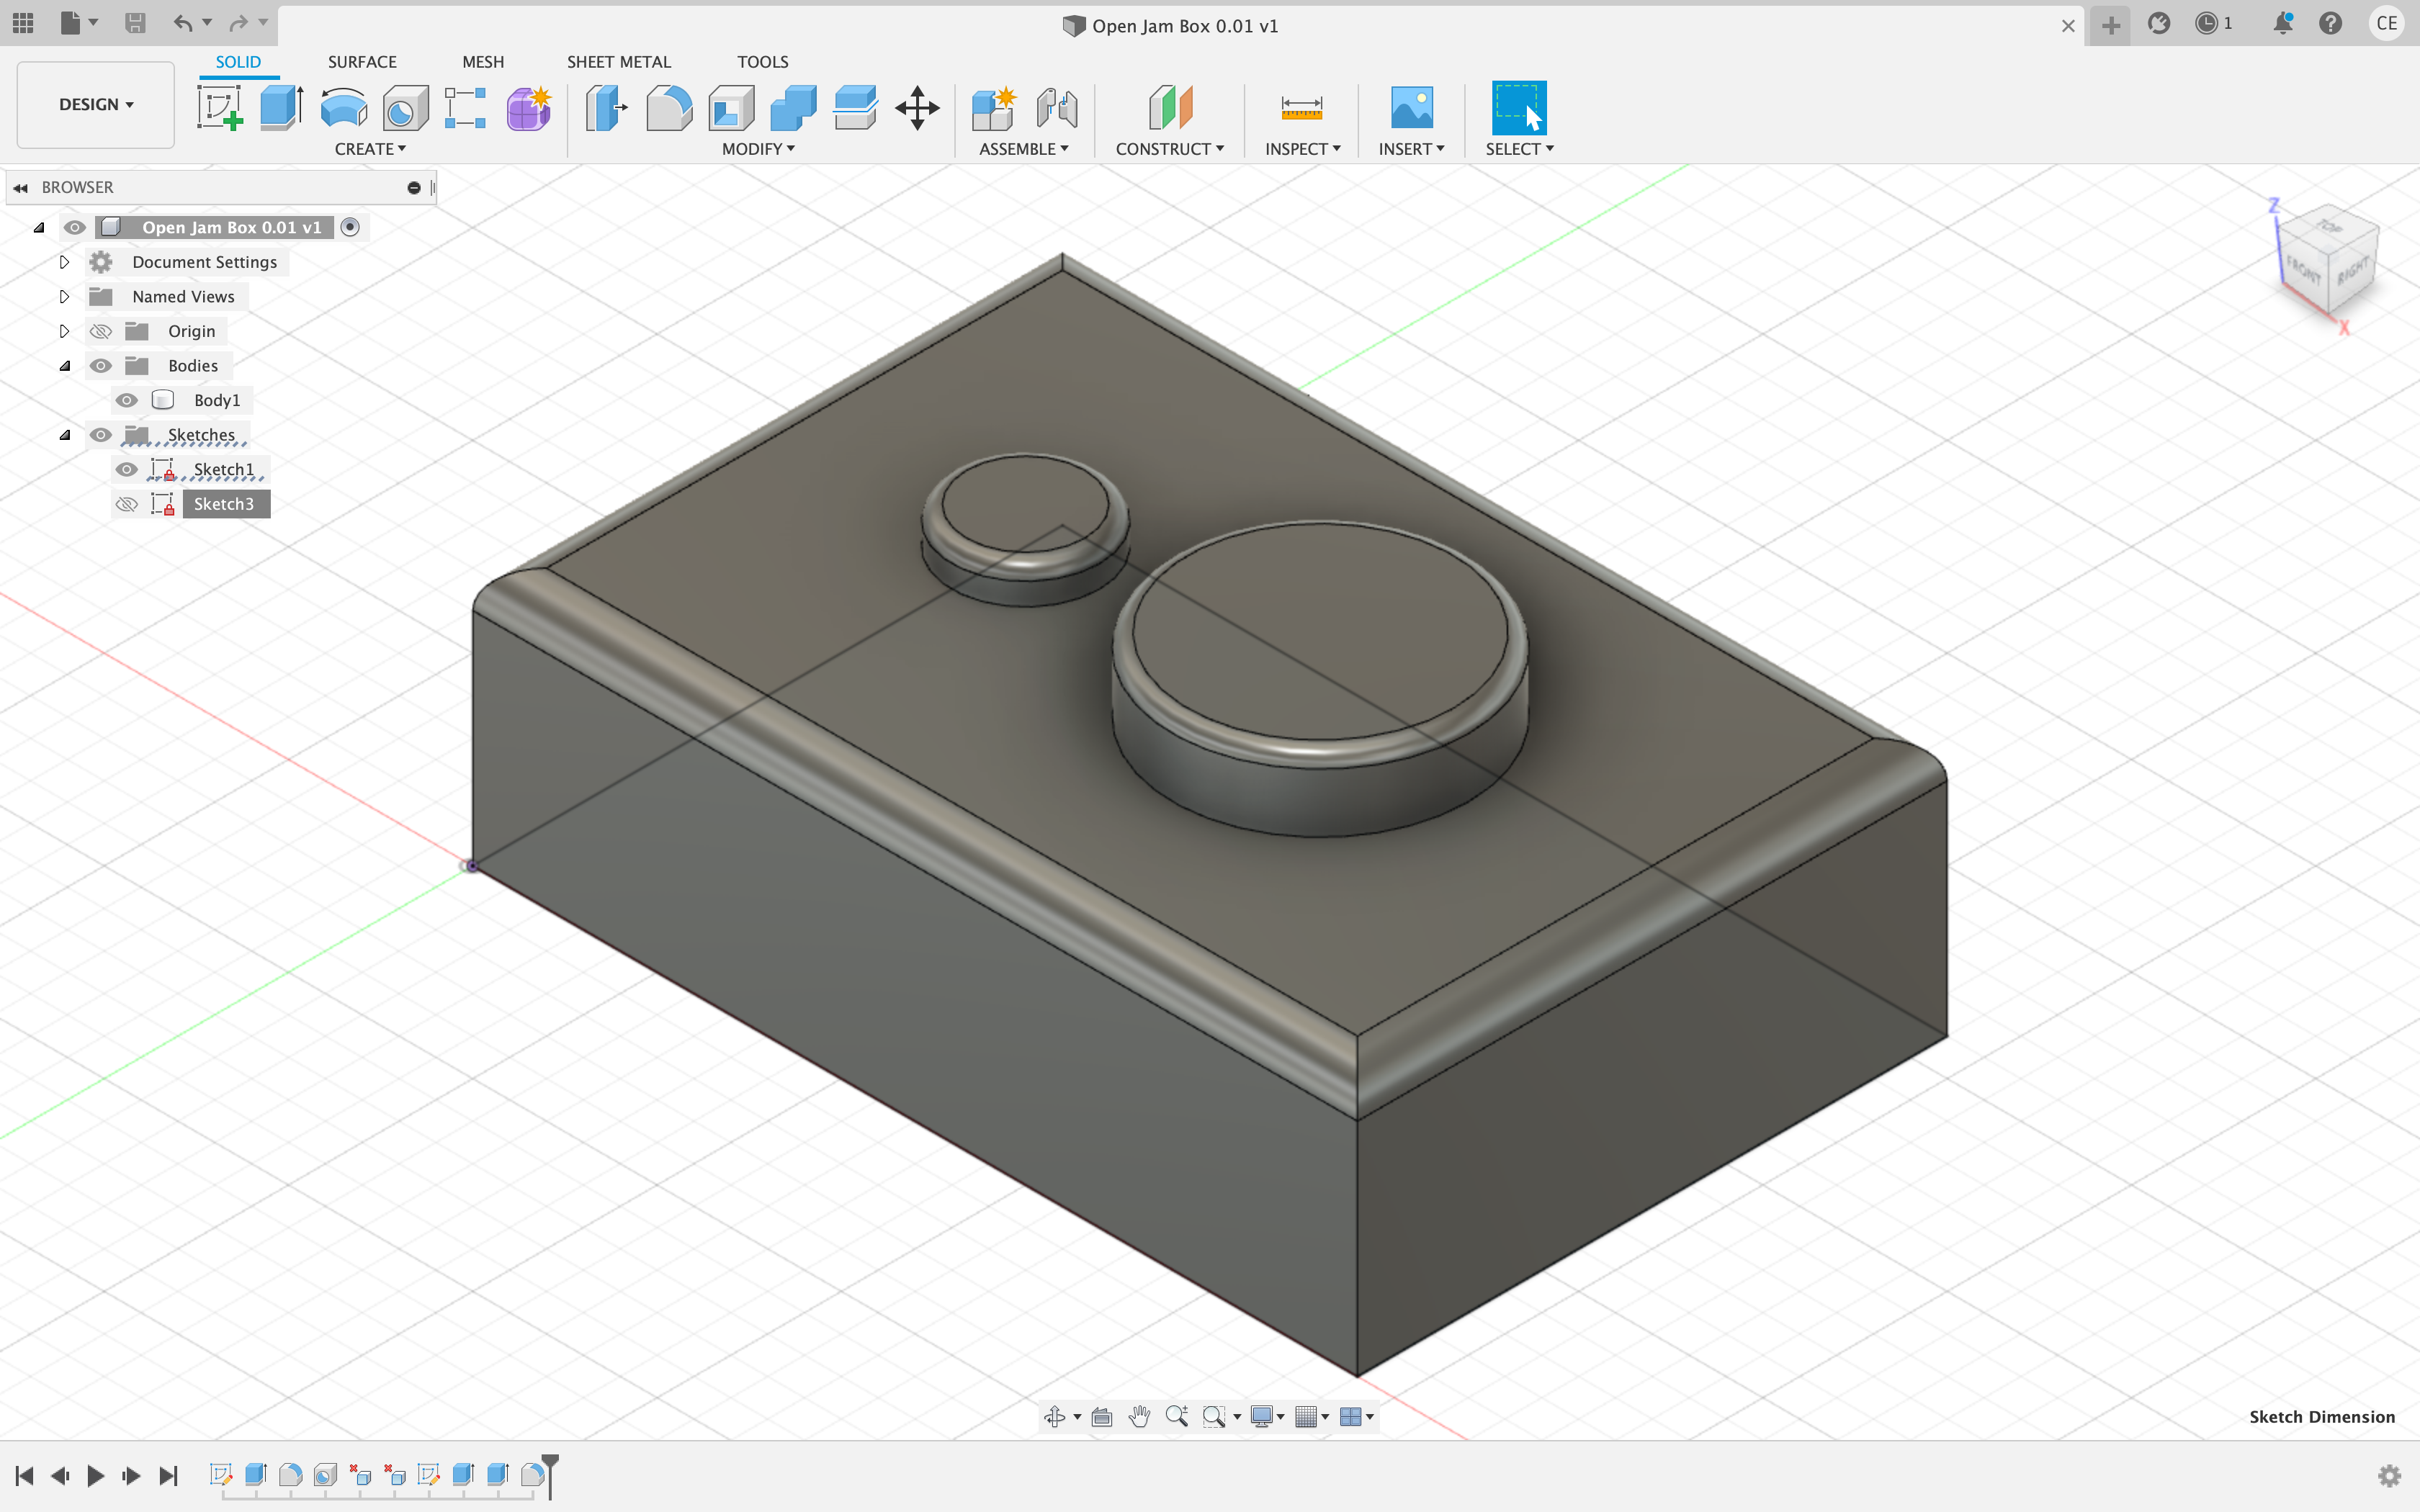 Open Jam Box 0.01 v1
1
CE
DESIGN
SOLID
SURFACE
MESH
SHEET METAL
TOOLS
CREATE
MODIFY
ASSEMBLE
CONSTRUCT
INSPECT
INSERT
SELECT
BROWSER
Open Jam Box 0.01 v1
Document Settings
Named Views
Origin
Bodies
Body1
Sketches
Sketch1
Sketch3
Z
TOP
FRONT
RIGHT
X
Sketch Dimension